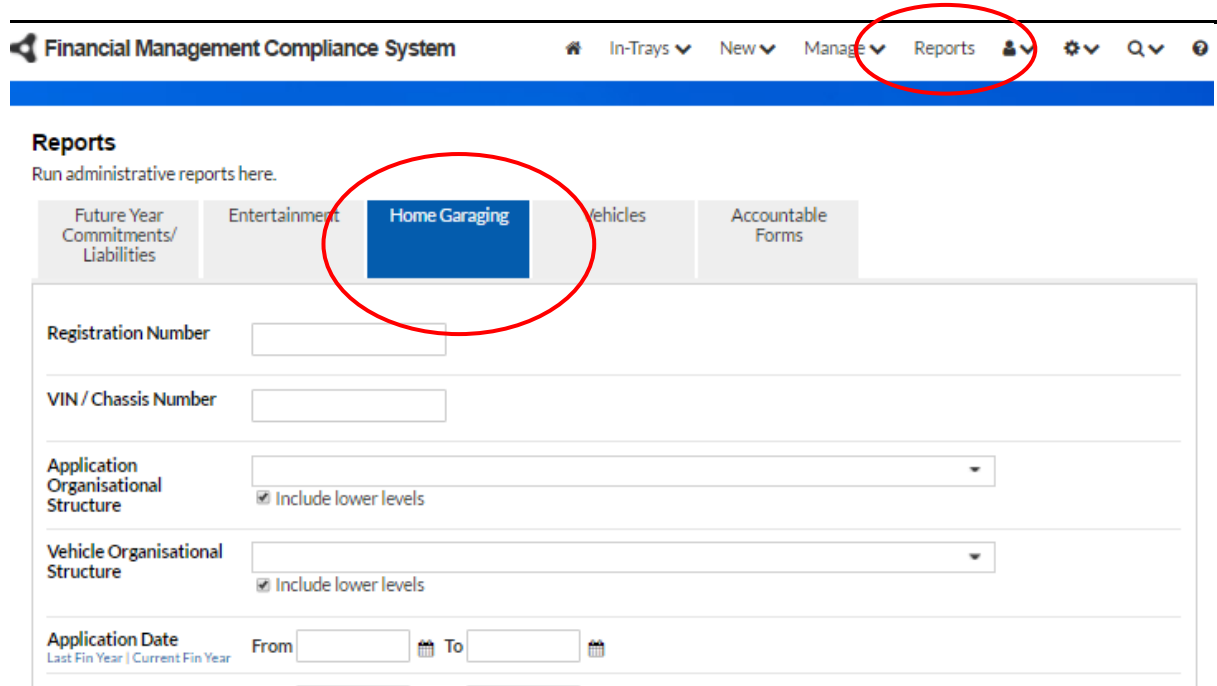 Financial Management Compliance System In-Trays New Manage Reports
Reports
Run administrative reports here.
Future Year Commitments/ Liabilities
Entertainment
Home Garaging
Vehicles
Accountable Forms
Registration Number
VIN / Chassis Number
Application
Organisational
Structure
Include lower levels
Vehicle Organisational
Structure
Include lower levels
Application Date
From To
Last Fin Year | Current Fin Year